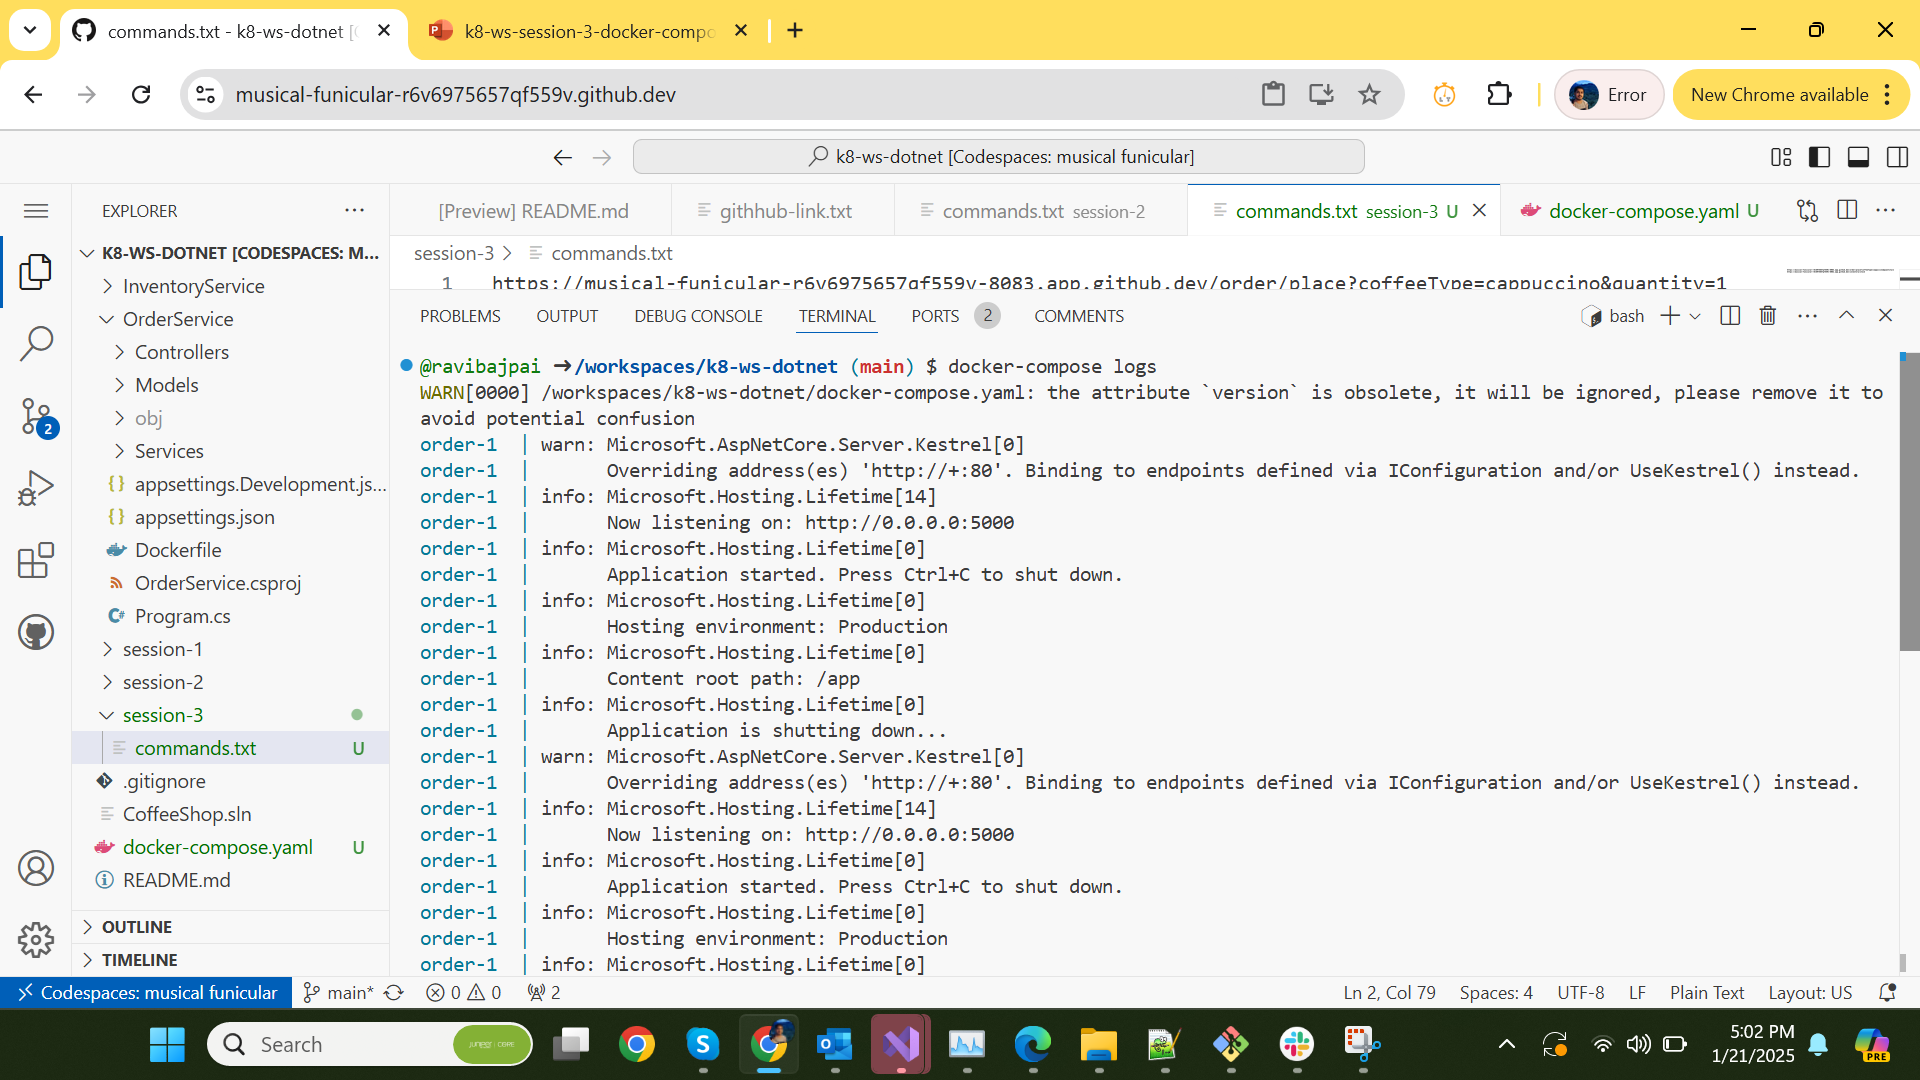 commands.txt - k8-ws-dotnet [
k8-ws-session-3-docker-compo
musical-funicular-r6v6975657qf559v.github.dev
Error
New Chrome available
k8-ws-dotnet [Codespaces: musical funicular]
EXPLORER
[Preview] README.md
githhub-link.txt
commands.txt session-2
commands.txt session-3 U
docker-compose.yaml U
session-3 > commands.txt
1 https://musical-funicular-r6v6975657qf559v-8083.app.github.dev/order/place?coffeeType=cappuccino&quantity=1
K8-WS-DOTNET [CODESPACES: M...
InventoryService
OrderService
Controllers
Models
obj
Services
appsettings.Development.js...
appsettings.json
Dockerfile
OrderService.csproj
Program.cs
session-1
session-2
session-3
commands.txt U
.gitignore
CoffeeShop.sln
docker-compose.yaml U
README.md
OUTLINE
TIMELINE
2
PROBLEMS OUTPUT DEBUG CONSOLE TERMINAL PORTS 2 COMMENTS
bash
@ravibajpai ➜/workspaces/k8-ws-dotnet (main) $ docker-compose logs
WARN[0000] /workspaces/k8-ws-dotnet/docker-compose.yaml: the attribute `version` is obsolete, it will be ignored, please remove it to
avoid potential confusion
order-1 | warn: Microsoft.AspNetCore.Server.Kestrel[0]
order-1 | Overriding address(es) 'http://+:80'. Binding to endpoints defined via IConfiguration and/or UseKestrel() instead.
order-1 | info: Microsoft.Hosting.Lifetime[14]
order-1 | Now listening on: http://0.0.0.0:5000
order-1 | info: Microsoft.Hosting.Lifetime[0]
order-1 | Application started. Press Ctrl+C to shut down.
order-1 | info: Microsoft.Hosting.Lifetime[0]
order-1 | Hosting environment: Production
order-1 | info: Microsoft.Hosting.Lifetime[0]
order-1 | Content root path: /app
order-1 | info: Microsoft.Hosting.Lifetime[0]
order-1 | Application is shutting down...
order-1 | warn: Microsoft.AspNetCore.Server.Kestrel[0]
order-1 | Overriding address(es) 'http://+:80'. Binding to endpoints defined via IConfiguration and/or UseKestrel() instead.
order-1 | info: Microsoft.Hosting.Lifetime[14]
order-1 | Now listening on: http://0.0.0.0:5000
order-1 | info: Microsoft.Hosting.Lifetime[0]
order-1 | Application started. Press Ctrl+C to shut down.
order-1 | info: Microsoft.Hosting.Lifetime[0]
order-1 | Hosting environment: Production
order-1 | info: Microsoft.Hosting.Lifetime[0]
Codespaces: musical funicular
main*
0 0
2
Ln 2, Col 79
Spaces: 4
UTF-8
LF
Plain Text
Layout: US
Search
5:02 PM
1/21/2025
PRE